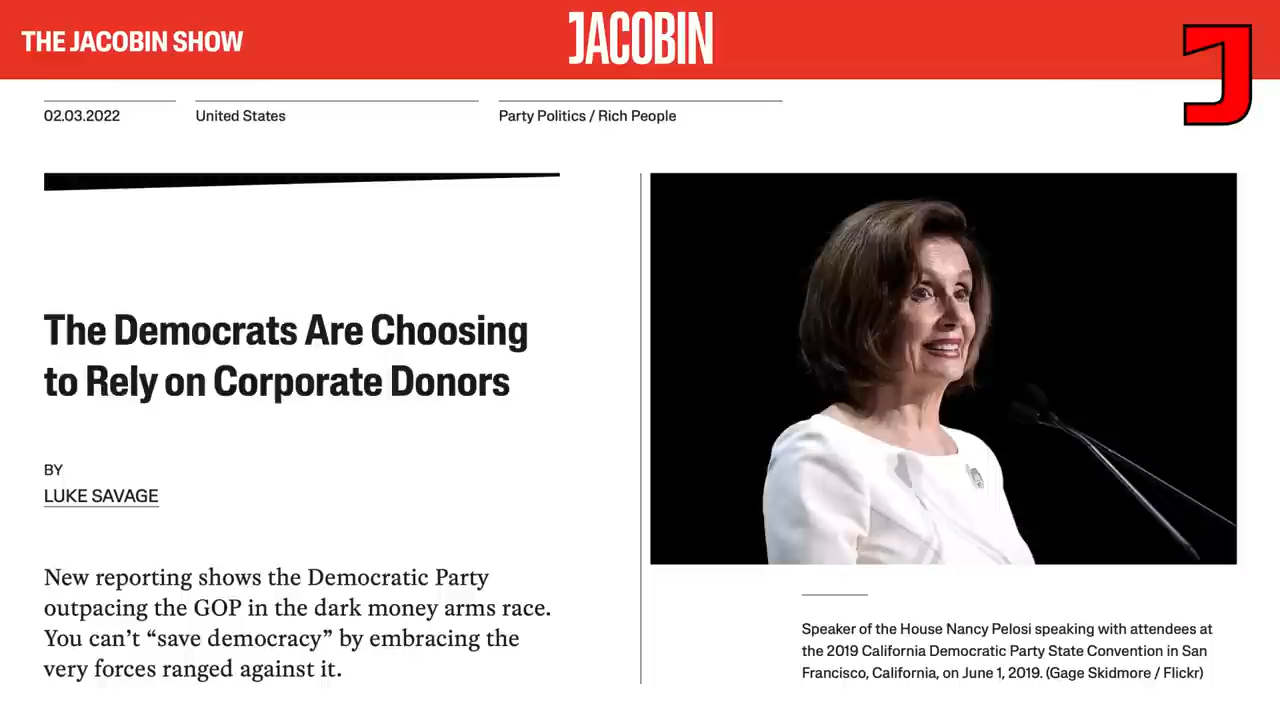 THE JACOBIN SHOW
JACOBIN
J
02.03.2022
United States
Party Politics / Rich People
The Democrats Are Choosing
to Rely on Corporate Donors
BY
LUKE SAVAGE
New reporting shows the Democratic Party
outpacing the GOP in the dark money arms race.
You can’t “save democracy” by embracing the
very forces ranged against it.
Speaker of the House Nancy Pelosi speaking with attendees at
the 2019 California Democratic Party State Convention in San
Francisco, California, on June 1, 2019. (Gage Skidmore / Flickr)